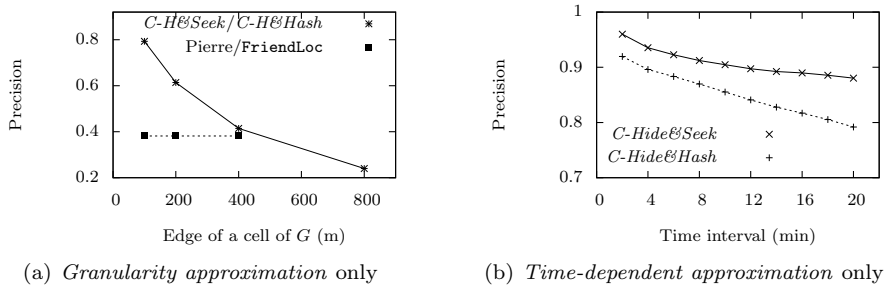 C-H&Seek/C-H&Hash
Pierre/FriendLoc
Precision
0.8
0.6
0.4
0.2
0 200 400 600 800
Edge of a cell of G (m)
(a) Granularity approximation only
C-Hide&Seek
C-Hide&Hash
Precision
1
0.9
0.8
0.7
0 4 8 12 16 20
Time interval (min)
(b) Time-dependent approximation only